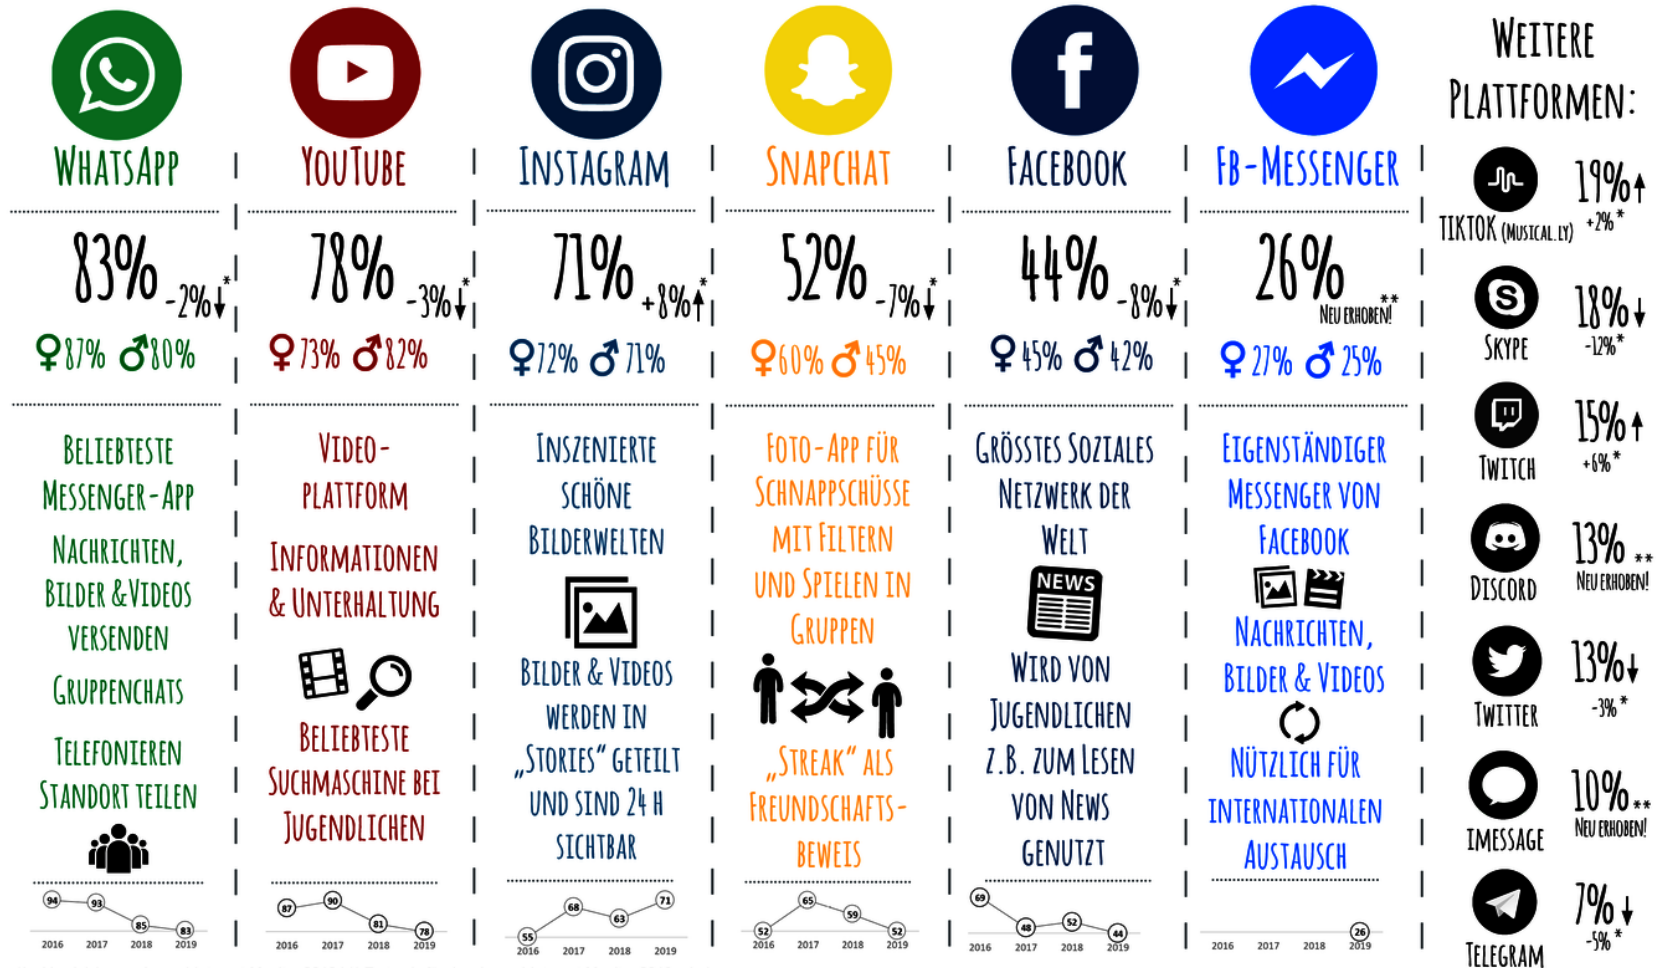 WHATSAPP
83%
-2%↓*
♀87% ♂80%
BELIEBTESTE
MESSENGER-APP
NACHRICHTEN,
BILDER &VIDEOS
VERSENDEN
GRUPPENCHATS
TELEFONIEREN
STANDORT TEILEN
94
93
85
83
2016 2017 2018 2019
YOUTUBE
78%
-3%↓*
♀73% ♂82%
VIDEO-
PLATTFORM
INFORMATIONEN
& UNTERHALTUNG
BELIEBTESTE
SUCHMASCHINE BEI
JUGENDLICHEN
87
90
81
78
2016 2017 2018 2019
INSTAGRAM
71%
+8%↑*
♀72% ♂71%
INSZENIERTE
SCHÖNE
BILDERWELTEN
BILDER & VIDEOS
WERDEN IN
„STORIES“ GETEILT
UND SIND 24 H
SICHTBAR
55
68
63
71
2016 2017 2018 2019
SNAPCHAT
52%
-7%↓*
♀60% ♂45%
FOTO-APP FÜR
SCHNAPPSCHÜSSE
MIT FILTERN
UND SPIELEN IN
GRUPPEN
„STREAK“ ALS
FREUNDSCHAFTS-
BEWEIS
52
65
59
52
2016 2017 2018 2019
FACEBOOK
44%
-8%↓*
♀45% ♂42%
GRÖSSTES SOZIALES
NETZWERK DER
WELT
NEWS
WIRD VON
JUGENDLICHEN
Z.B. ZUM LESEN
VON NEWS
GENUTZT
69
48
52
44
2016 2017 2018 2019
FB-MESSENGER
26%
NEU ERHOBEN!**
♀27% ♂25%
EIGENSTÄNDIGER
MESSENGER VON
FACEBOOK
NACHRICHTEN,
BILDER & VIDEOS
NÜTZLICH FÜR
INTERNATIONALEN
AUSTAUSCH
26
2016 2017 2018 2019
WEITERE
PLATTFORMEN:
TIKTOK (MUSICAL.LY)
19%↑
+2%*
SKYPE
18%↓
-12%*
TWITCH
15%↑
+6%*
DISCORD
13% **
NEU ERHOBEN!
TWITTER
13%↓
-3%*
IMESSAGE
10% **
NEU ERHOBEN!
TELEGRAM
7%↓
-5%*